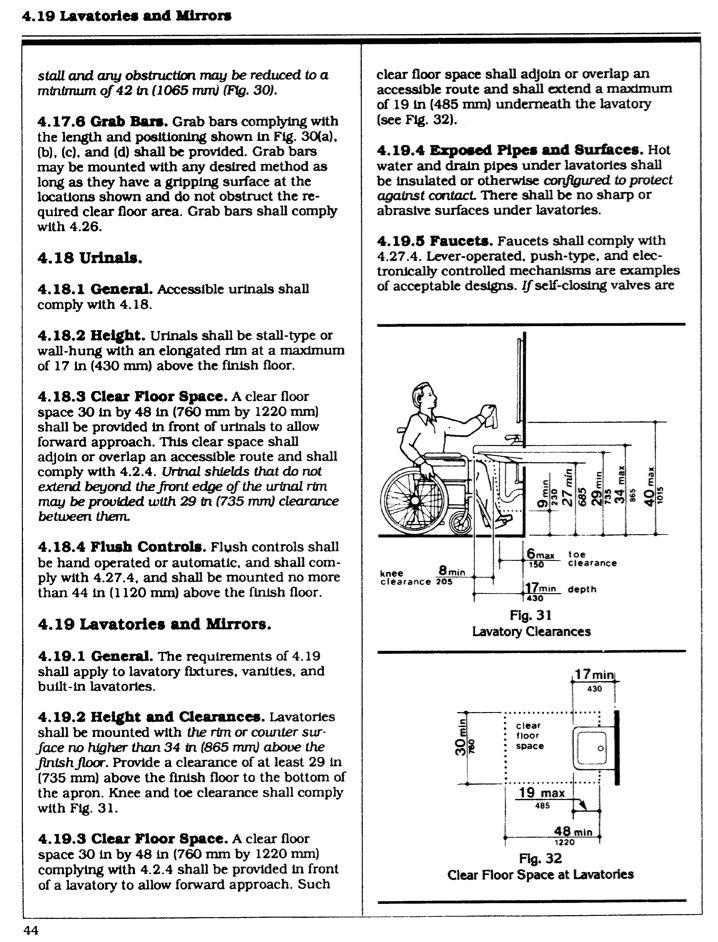 4.19 Lavatories and Mirrors
stall and any obstruction may be reduced to a
minimum of 42 in (1065 mm) (Fig. 30).
4.17.6 Grab Bars. Grab bars complying with
the length and positioning shown in Fig. 30(a),
(b), (c), and (d) shall be provided. Grab bars
may be mounted with any desired method as
long as they have a gripping surface at the
locations shown and do not obstruct the re-
quired clear floor area. Grab bars shall comply
with 4.26.
4.18 Urinals.
4.18.1 General. Accessible urinals shall
comply with 4.18.
4.18.2 Height. Urinals shall be stall-type or
wall-hung with an elongated rim at a maximum
of 17 in (430 mm) above the finish floor.
4.18.3 Clear Floor Space. A clear floor
space 30 in by 48 in (760 mm by 1220 mm)
shall be provided in front of urinals to allow
forward approach. This clear space shall
adjoin or overlap an accessible route and shall
comply with 4.2.4. Urinal shields that do not
extend beyond the front edge of the urinal rim
may be provided with 29 in (735 mm) clearance
between them.
4.18.4 Flush Controls. Flush controls shall
be hand operated or automatic, and shall com-
ply with 4.27.4, and shall be mounted no more
than 44 in (1120 mm) above the finish floor.
4.19 Lavatories and Mirrors.
4.19.1 General. The requirements of 4.19
shall apply to lavatory fixtures, vanities, and
built-in lavatories.
4.19.2 Height and Clearances. Lavatories
shall be mounted with the rim or counter sur-
face no higher than 34 in (865 mm) above the
finish floor. Provide a clearance of at least 29 in
(735 mm) above the finish floor to the bottom of
the apron. Knee and toe clearance shall comply
with Fig. 31.
4.19.3 Clear Floor Space. A clear floor
space 30 in by 48 in (760 mm by 1220 mm)
complying with 4.2.4 shall be provided in front
of a lavatory to allow forward approach. Such
clear floor space shall adjoin or overlap an
accessible route and shall extend a maximum
of 19 in (485 mm) underneath the lavatory
(see Fig. 32).
4.19.4 Exposed Pipes and Surfaces. Hot
water and drain pipes under lavatories shall
be insulated or otherwise configured to protect
against contact. There shall be no sharp or
abrasive surfaces under lavatories.
4.19.5 Faucets. Faucets shall comply with
4.27.4. Lever-operated, push-type, and elec-
tronically controlled mechanisms are examples
of acceptable designs. If self-closing valves are
9 min
230
27 min
685
29 min
735
34 max
865
40 max
1015
6 max
150
toe
clearance
knee
clearance
8 min
205
17 min
430
depth
Fig. 31
Lavatory Clearances
17 min
430
30 min
760
clear
floor
space
19 max
485
48 min
1220
Fig. 32
Clear Floor Space at Lavatories
44